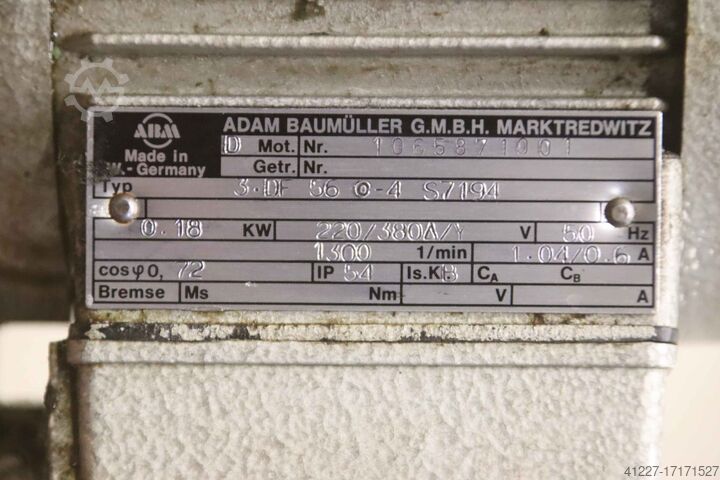 ABM
Made in
W.-Germany
ADAM BAUMÜLLER G.M.B.H. MARKTREDWITZ
D Mot. Nr. 1065871001
Getr. Nr.
Typ 3·DF 56 0-4 S7194
0.18 KW 220/380Δ/Y V 50 Hz
1300 1/min 1.04/0.6 A
cosφ0, 72 IP 54 Is.KB CA CB
Bremse Ms Nm V A
41227-17171527